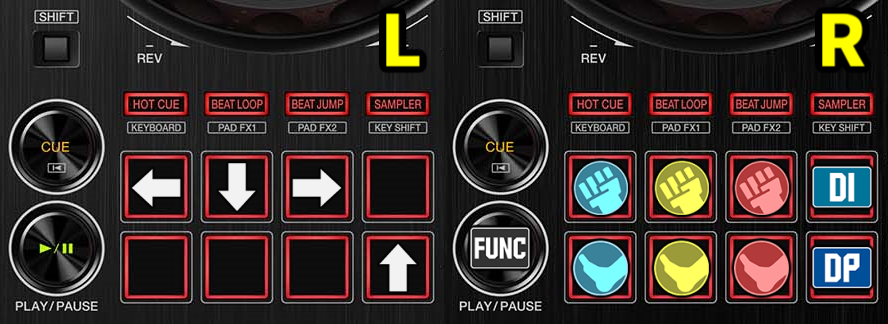 SHIFT
L
REV
HOT CUE
BEAT LOOP
BEAT JUMP
SAMPLER
KEYBOARD
PAD FX1
PAD FX2
KEY SHIFT
CUE
PLAY/PAUSE
SHIFT
R
REV
HOT CUE
BEAT LOOP
BEAT JUMP
SAMPLER
KEYBOARD
PAD FX1
PAD FX2
KEY SHIFT
CUE
DI
FUNC
DP
PLAY/PAUSE